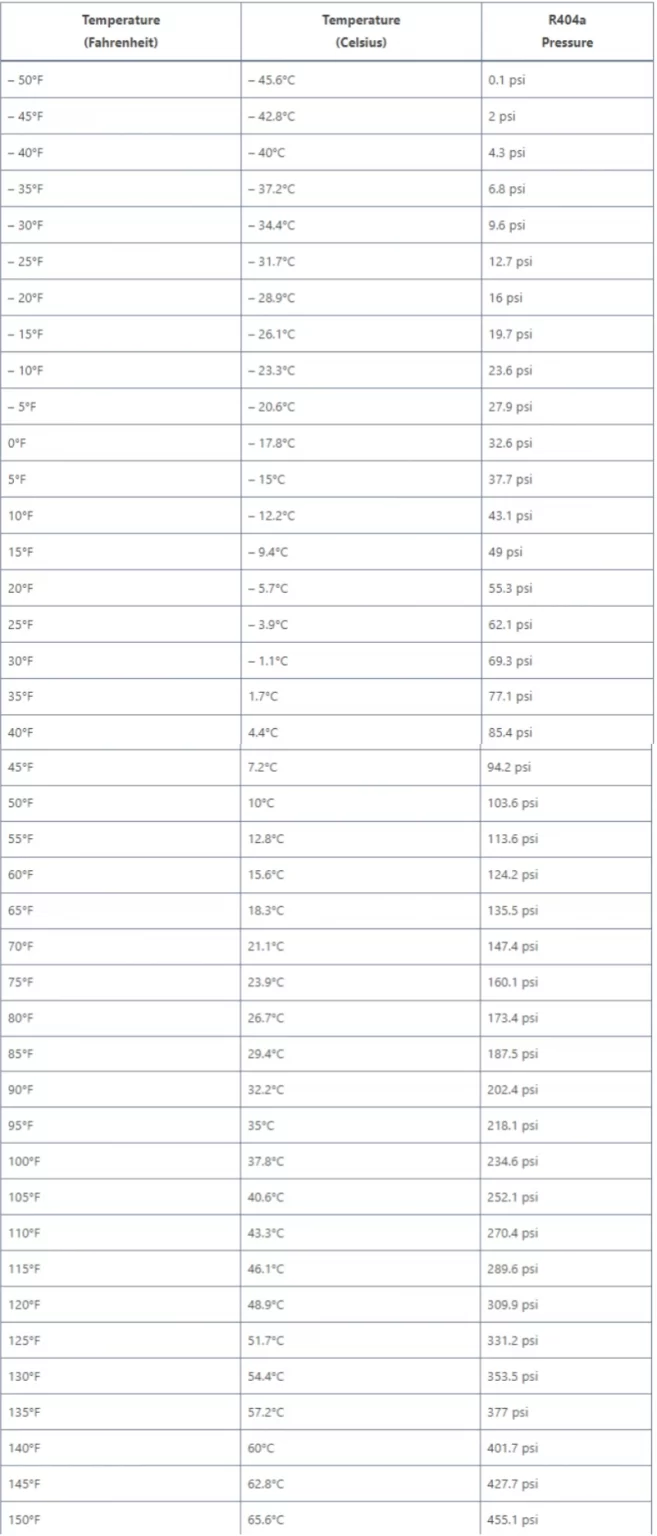 Temperature Temperature R404a
(Fahrenheit) (Celsius) Pressure
– 50°F – 45.6°C 0.1 psi
– 45°F – 42.8°C 2 psi
– 40°F – 40°C 4.3 psi
– 35°F – 37.2°C 6.8 psi
– 30°F – 34.4°C 9.6 psi
– 25°F – 31.7°C 12.7 psi
– 20°F – 28.9°C 16 psi
– 15°F – 26.1°C 19.7 psi
– 10°F – 23.3°C 23.6 psi
– 5°F – 20.6°C 27.9 psi
0°F – 17.8°C 32.6 psi
5°F – 15°C 37.7 psi
10°F – 12.2°C 43.1 psi
15°F – 9.4°C 49 psi
20°F – 5.7°C 55.3 psi
25°F – 3.9°C 62.1 psi
30°F – 1.1°C 69.3 psi
35°F 1.7°C 77.1 psi
40°F 4.4°C 85.4 psi
45°F 7.2°C 94.2 psi
50°F 10°C 103.6 psi
55°F 12.8°C 113.6 psi
60°F 15.6°C 124.2 psi
65°F 18.3°C 135.5 psi
70°F 21.1°C 147.4 psi
75°F 23.9°C 160.1 psi
80°F 26.7°C 173.4 psi
85°F 29.4°C 187.5 psi
90°F 32.2°C 202.4 psi
95°F 35°C 218.1 psi
100°F 37.8°C 234.6 psi
105°F 40.6°C 252.1 psi
110°F 43.3°C 270.4 psi
115°F 46.1°C 289.6 psi
120°F 48.9°C 309.9 psi
125°F 51.7°C 331.2 psi
130°F 54.4°C 353.5 psi
135°F 57.2°C 377 psi
140°F 60°C 401.7 psi
145°F 62.8°C 427.7 psi
150°F 65.6°C 455.1 psi